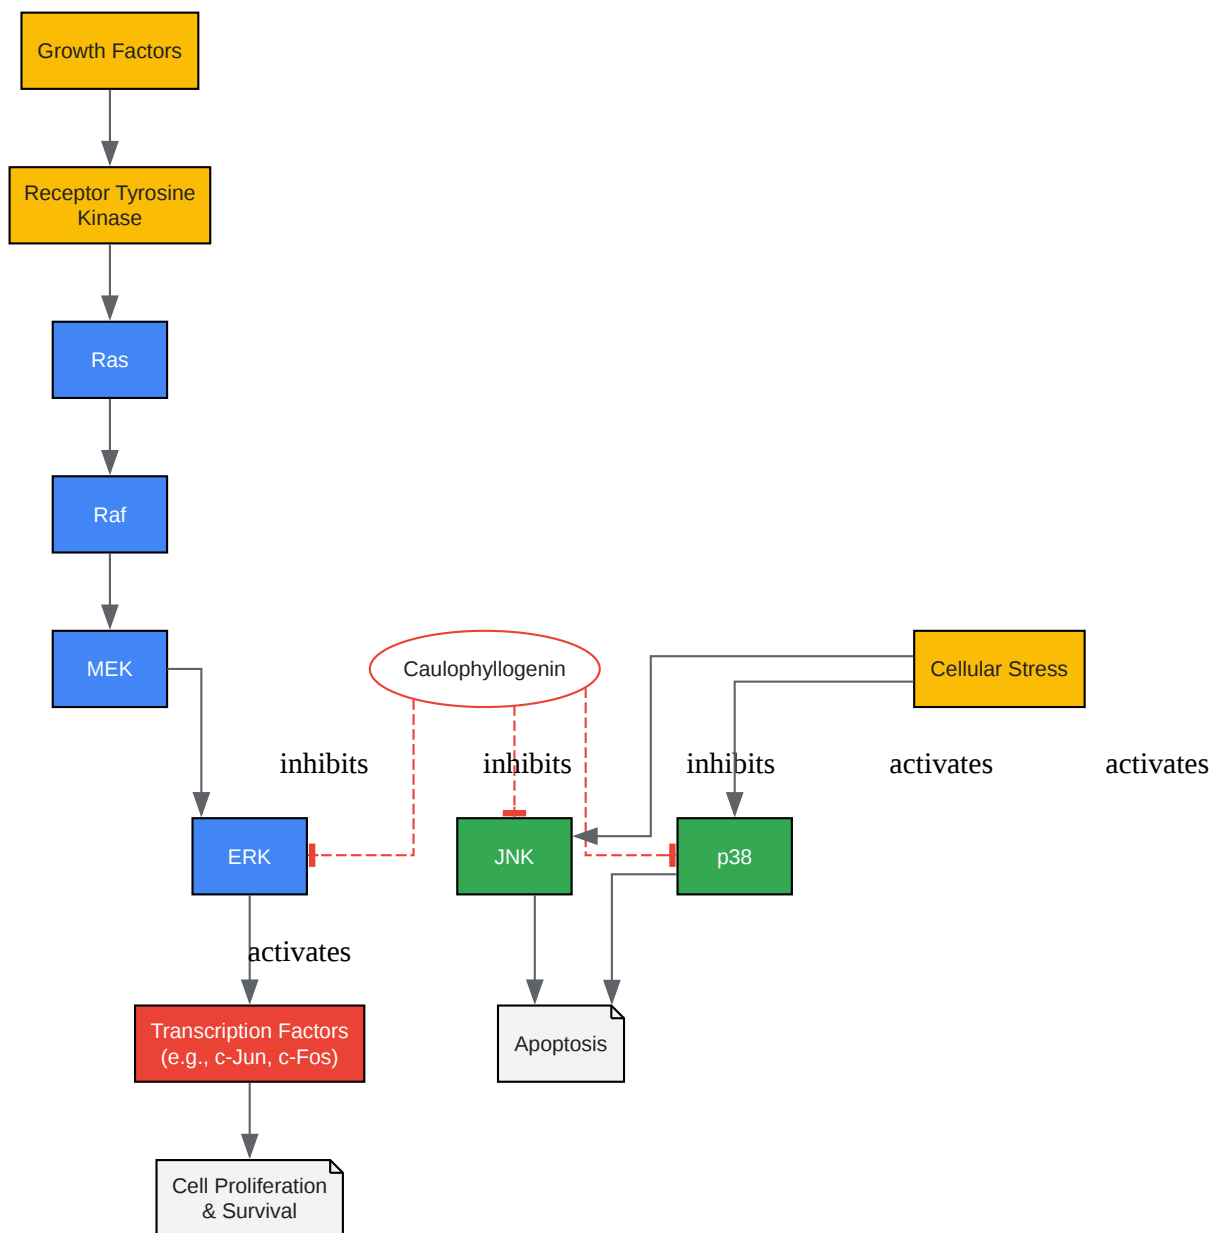 Growth Factors
Receptor Tyrosine
Kinase
Ras
Raf
MEK
Caulophyllogenin
Cellular Stress
inhibits
inhibits
inhibits
activates
activates
ERK
JNK
p38
activates
Transcription Factors
(e.g., c-Jun, c-Fos)
Apoptosis
Cell Proliferation
& Survival